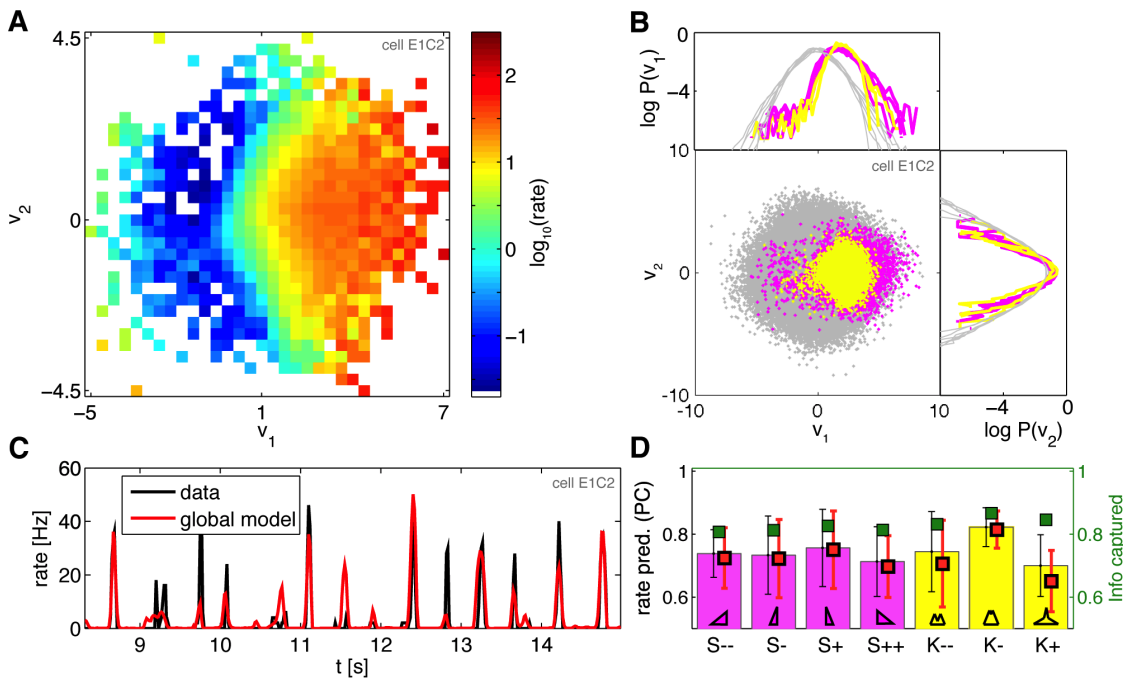 A
cell E1C2
4.5
0
−4.5
v2
−5
1
7
v1
2
1
0
−1
log10(rate)
B
0
−4
log P(v1)
cell E1C2
10
0
-10
v2
-10
0
10
v1
−4
0
log P(v2)
C
cell E1C2
60
40
20
0
rate [Hz]
data
global model
9
10
11
12
13
14
t [s]
D
1
0.8
0.6
rate pred. (PC)
1
0.8
0.6
Info captured
S--
S-
S+
S++
K--
K-
K+